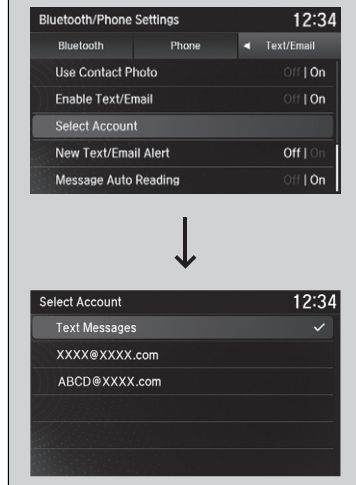 Bluetooth/Phone Settings 12:34
Bluetooth Phone ◄ Text/Email
Use Contact Photo Off | On
Enable Text/Email Off | On
Select Account
New Text/Email Alert Off | On
Message Auto Reading Off | On
Select Account 12:34
Text Messages ✓
XXXX@XXXX.com
ABCD@XXXX.com